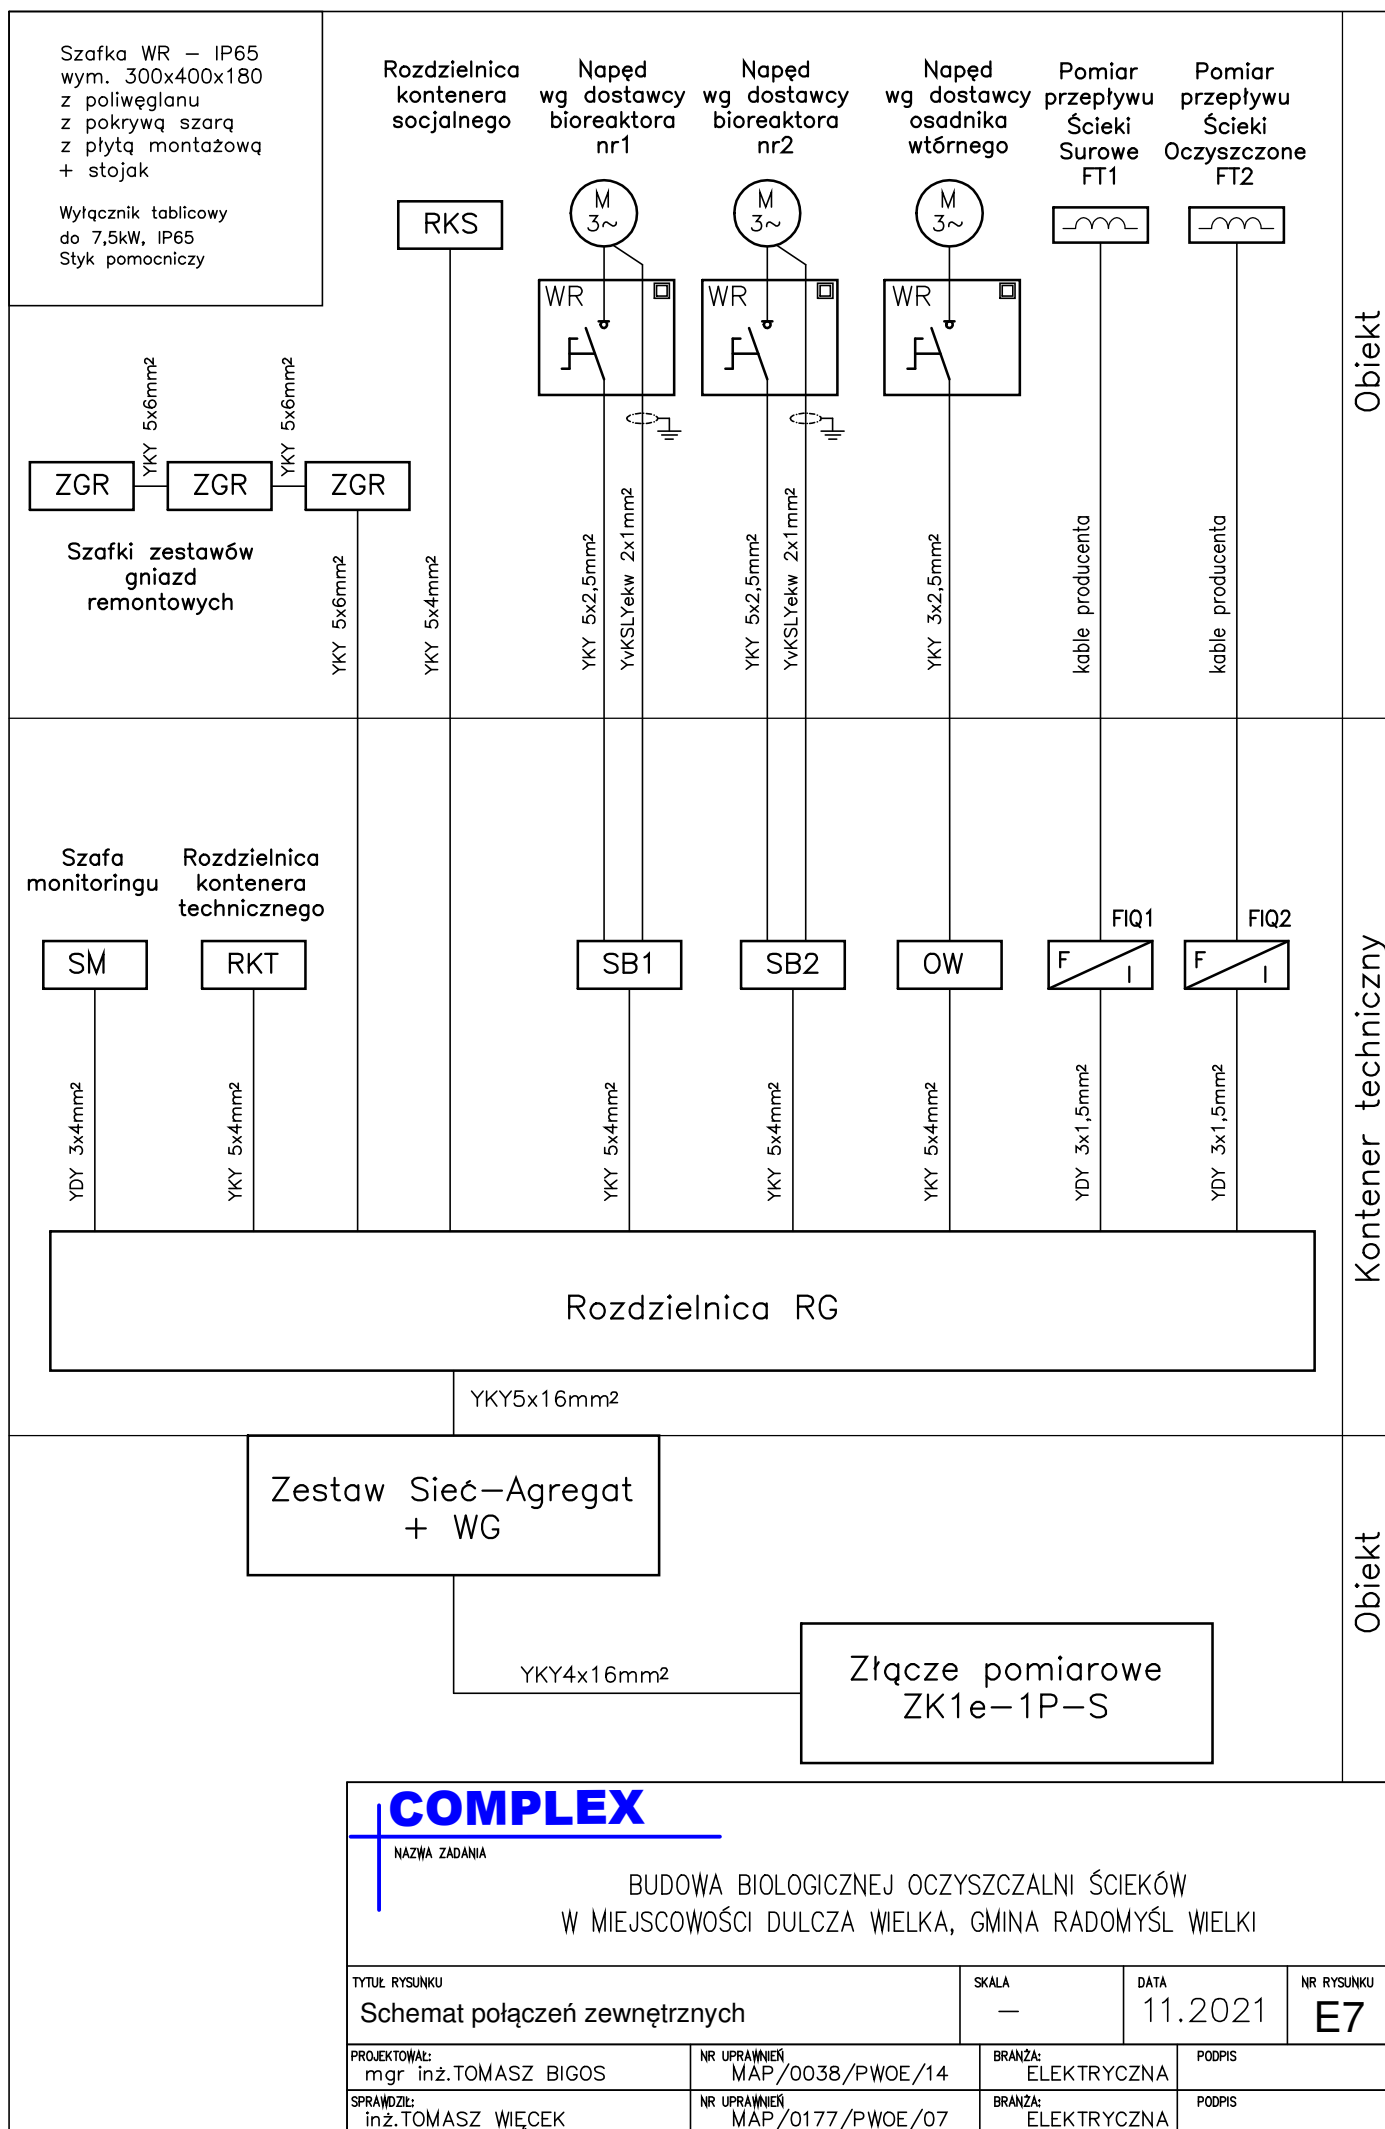 Szafka WR – IP65
wym. 300x400x180
z poliwęglanu
z pokrywą szarą
z płytą montażową
+ stojak
Wyłącznik tablicowy
do 7,5kW, IP65
Styk pomocniczy
Rozdzielnica
kontenera
socjalnego
Napęd
wg dostawcy
bioreaktora
nr1
Napęd
wg dostawcy
bioreaktora
nr2
Napęd
wg dostawcy
osadnika
wtórnego
Pomiar
przepływu
Ścieki
Surowe
FT1
Pomiar
przepływu
Ścieki
Oczyszczone
FT2
RKS
M
3~
M
3~
M
3~
WR
WR
WR
Obiekt
YKY 5x6mm²
YKY 5x6mm²
ZGR
ZGR
ZGR
Szafki zestawów
gniazd
remontowych
YKY 5x6mm²
YKY 5x4mm²
YKY 5x2,5mm²
YvKSLYekw 2x1mm²
YKY 5x2,5mm²
YvKSLYekw 2x1mm²
YKY 3x2,5mm²
kable producenta
kable producenta
Szafa
monitoringu
Rozdzielnica
kontenera
technicznego
FIQ1
FIQ2
SM
RKT
SB1
SB2
OW
F
I
F
I
Kontener techniczny
YDY 3x4mm²
YKY 5x4mm²
YKY 5x4mm²
YKY 5x4mm²
YKY 5x4mm²
YDY 3x1,5mm²
YDY 3x1,5mm²
Rozdzielnica RG
YKY5x16mm²
Zestaw Sieć–Agregat
+ WG
Obiekt
YKY4x16mm²
Złącze pomiarowe
ZK1e–1P–S
COMPLEX
NAZWA ZADANIA
BUDOWA BIOLOGICZNEJ OCZYSZCZALNI ŚCIEKÓW
W MIEJSCOWOŚCI DULCZA WIELKA, GMINA RADOMYŚL WIELKI
TYTUŁ RYSUNKU
Schemat połączeń zewnętrznych
SKALA
–
DATA
11.2021
NR RYSUNKU
E7
PROJEKTOWAŁ:
mgr inż.TOMASZ BIGOS
NR UPRAWNIEŃ
MAP/0038/PWOE/14
BRANŻA:
ELEKTRYCZNA
PODPIS
SPRAWDZIŁ:
inż.TOMASZ WIĘCEK
NR UPRAWNIEŃ
MAP/0177/PWOE/07
BRANŻA:
ELEKTRYCZNA
PODPIS